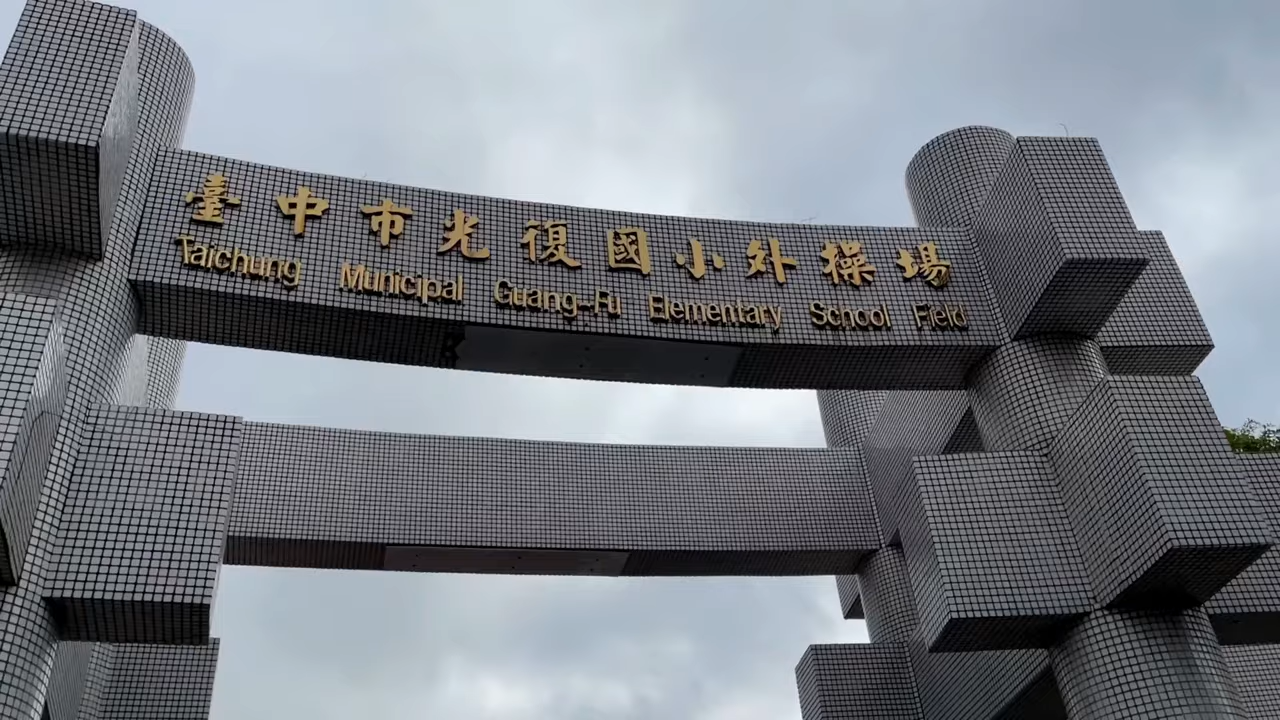 臺中市光復國小外操場
Taichung Municipal Guang-Fu Elementary School Field